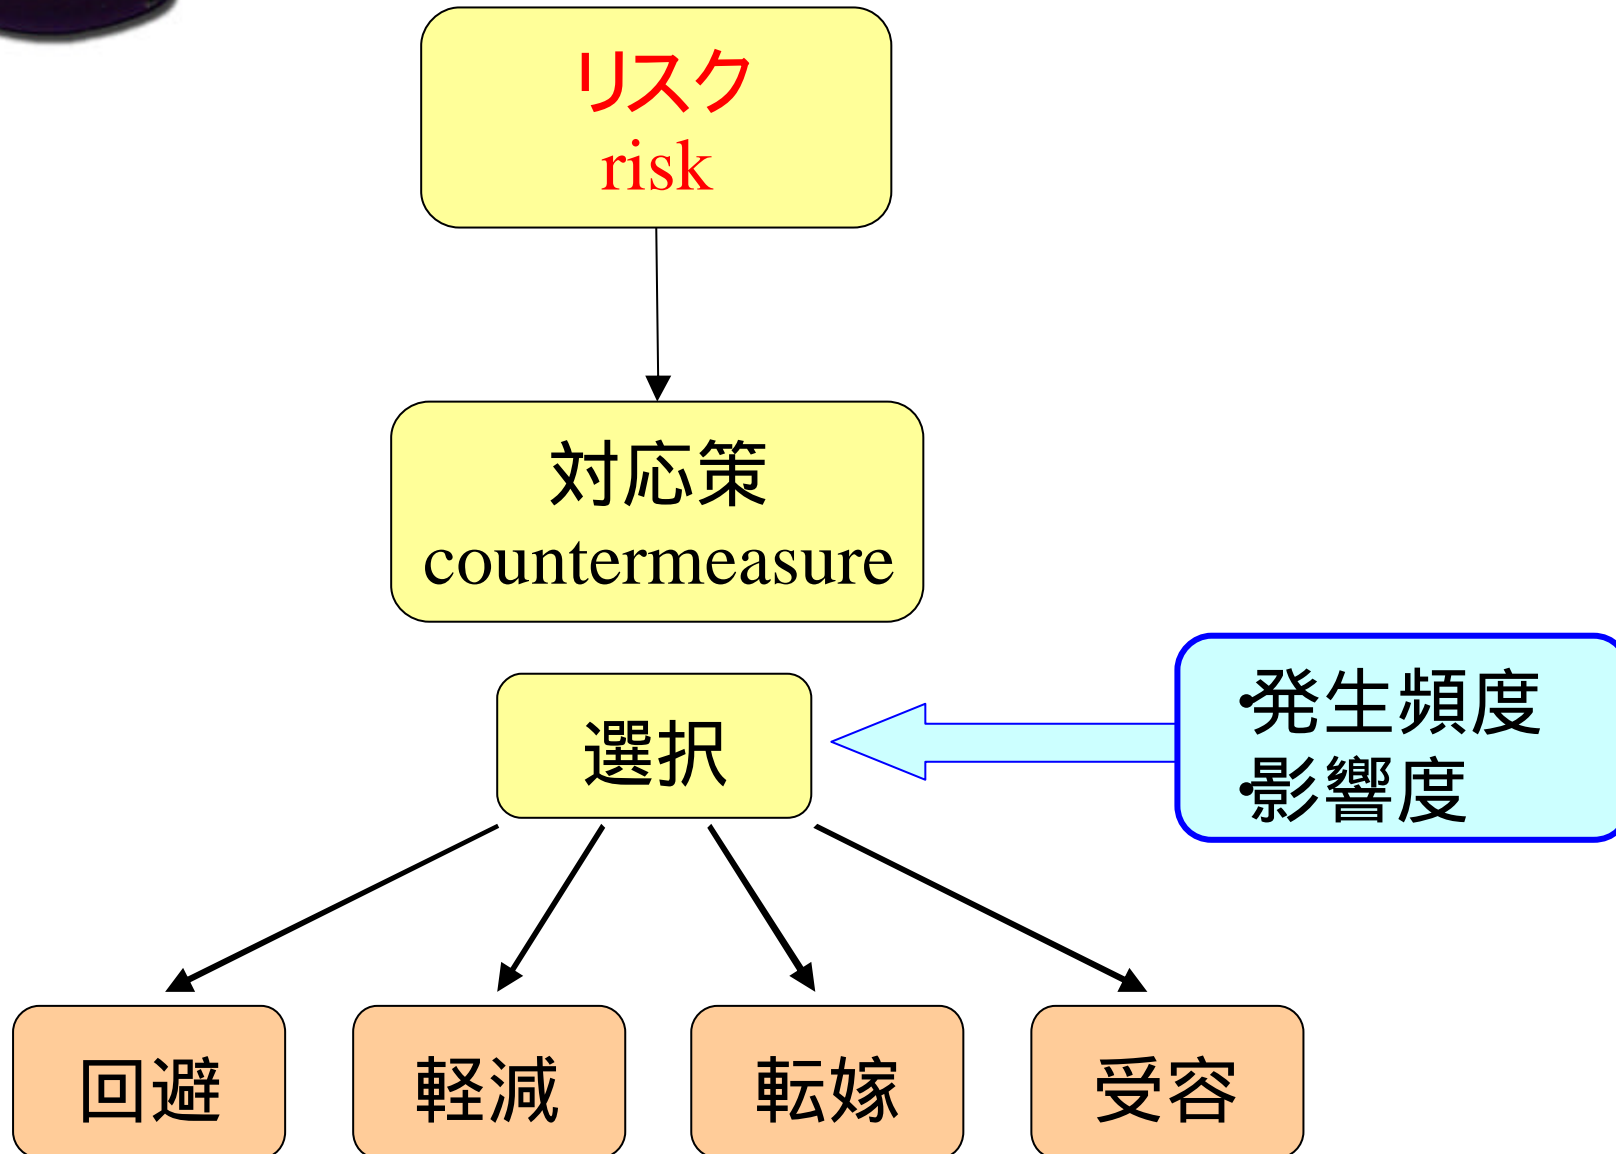 リスク
risk
対応策
countermeasure
選択
•発生頻度
•影響度
回避
軽減
転嫁
受容